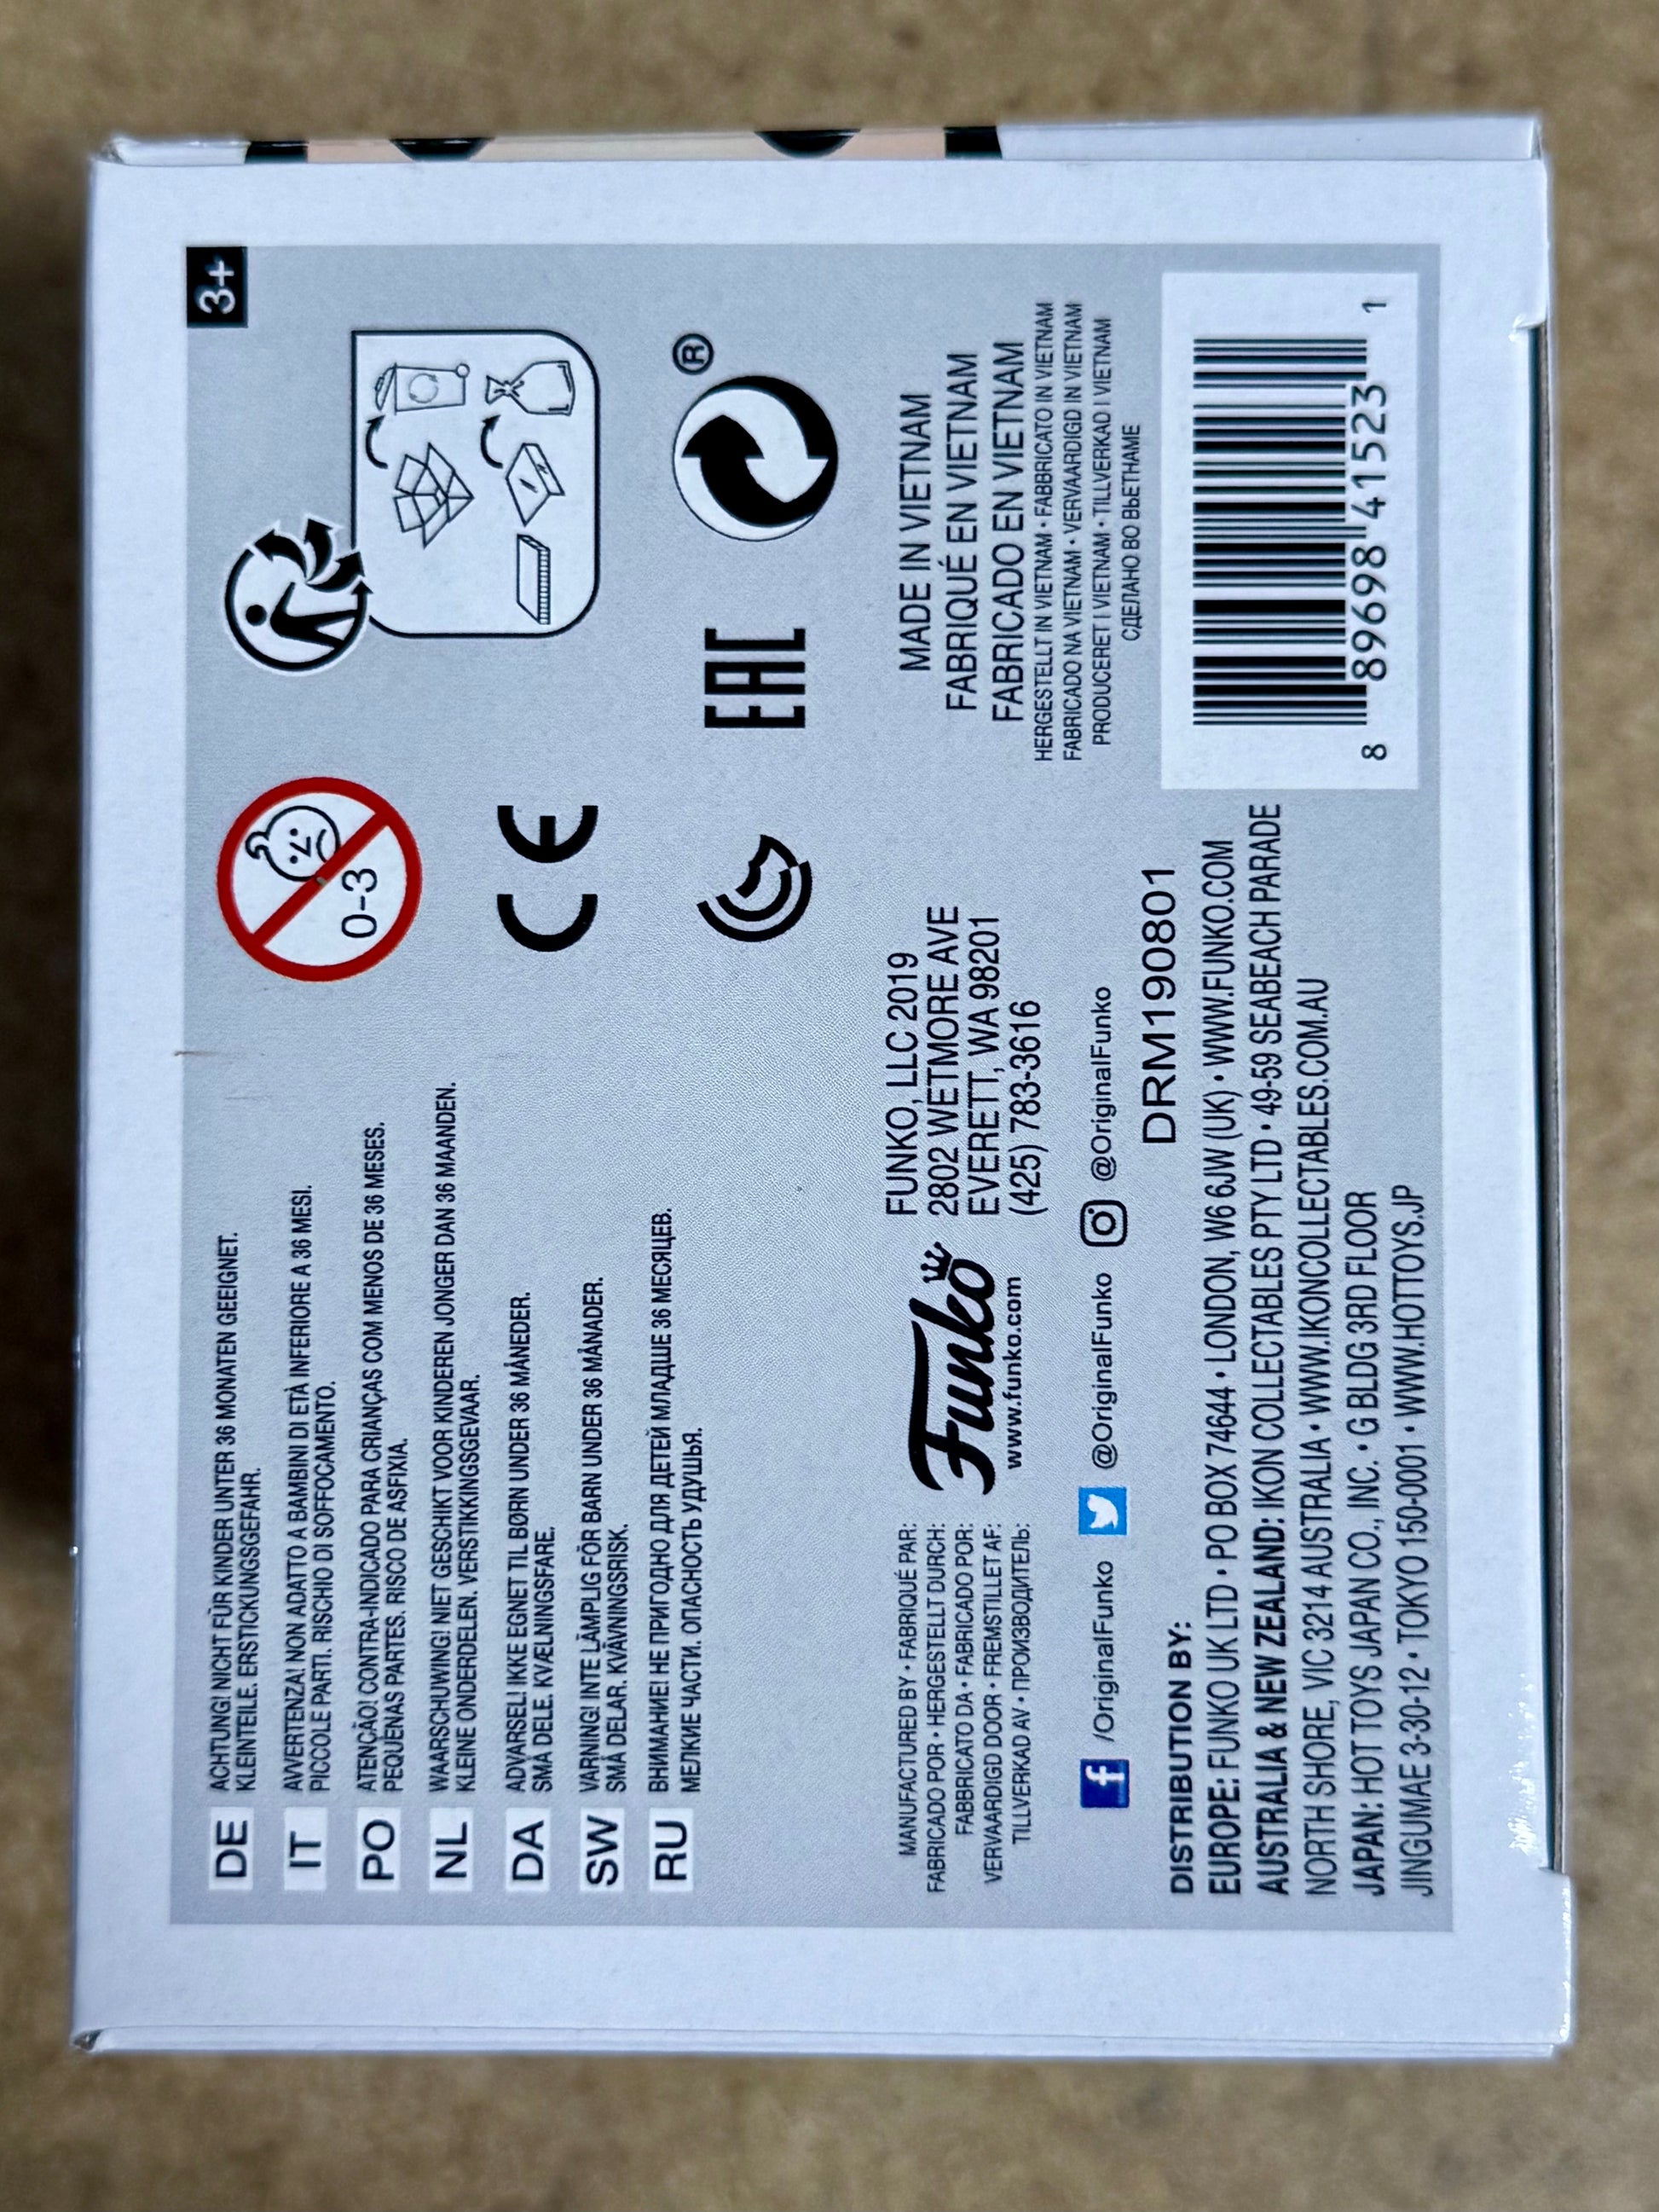 3+
DE ACHTUNG! NICHT FÜR KINDER UNTER 36 MONATEN GEEIGNET.
KLEINTEILE. ERSTICKUNGSGEFAHR.
IT AVVERTENZA! NON ADATTO A BAMBINI DI ETÀ INFERIORE A 36 MESI.
PICCOLE PARTI. RISCHIO DI SOFFOCAMENTO.
PO ATENÇÃO! CONTRA-INDICADO PARA CRIANÇAS COM MENOS DE 36 MESES.
PEQUENAS PARTES. RISCO DE ASFIXIA.
NL WAARSCHUWING! NIET GESCHIKT VOOR KINDEREN JONGER DAN 36 MANDEN.
KLEINE ONDERDELEN. VERSTIKKINGSGEVAAR.
DA ADVARSEL! IKKE EGNET TIL BØRN UNDER 36 MÅNEDER.
SMÅ DELE. KVÆLNINGSFARE.
SW VARNING! INTE LÄMPLIG FÖR BARN UNDER 36 MÅNADER.
SMÅ DELAR. KVÄVNINGSRISK.
RU ВНИМАНИЕ! НЕ ПРИГОДНО ДЛЯ ДЕТЕЙ МЛАДШЕ 36 МЕСЯЦЕВ.
МЕЛКИЕ ЧАСТИ. ОПАСНОСТЬ УДУШЬЯ.
0-3
CE
EAC
®
MANUFACTURED BY • FABRIQUÉ PAR:
FABRICADO POR • HERGESTELLT DURCH:
FABBRICATO DA • FABRICADO POR:
VERVAARDIGD DOOR • FREMSTILLET AF:
TILLVERKAD AV • ПРОИЗВОДИТЕЛЬ:
Funko
www.funko.com
FUNKO, LLC 2019
2802 WETMORE AVE
EVERETT, WA 98201
(425) 783-3616
MADE IN VIETNAM
FABRIQUÉ EN VIETNAM
FABRICADO EN VIETNAM
HERGESTELLT IN VIETNAM • FABBRICATO IN VIETNAM
FABRICADO NA VIETNAM • VERVAARDIGD IN VIETNAM
PRODUCERET I VIETNAM • TILLVERKAD I VIETNAM
СДЕЛАНО ВО ВЬЕТНАМЕ
f /OriginalFunko @OriginalFunko @OriginalFunko
DRM190801
DISTRIBUTION BY:
EUROPE: FUNKO UK LTD • PO BOX 74644 • LONDON, W6 6JW (UK) • WWW.FUNKO.COM
AUSTRALIA & NEW ZEALAND: IKON COLLECTABLES PTY LTD • 49-59 SEABEACH PARADE
NORTH SHORE, VIC 3214 AUSTRALIA • WWW.IKONCOLLECTABLES.COM.AU
JAPAN: HOT TOYS JAPAN CO., INC. • G BLDG 3RD FLOOR
JINGUMAE 3-30-12 • TOKYO 150-0001 • WWW.HOTTOYS.JP
8 89698 41523 1